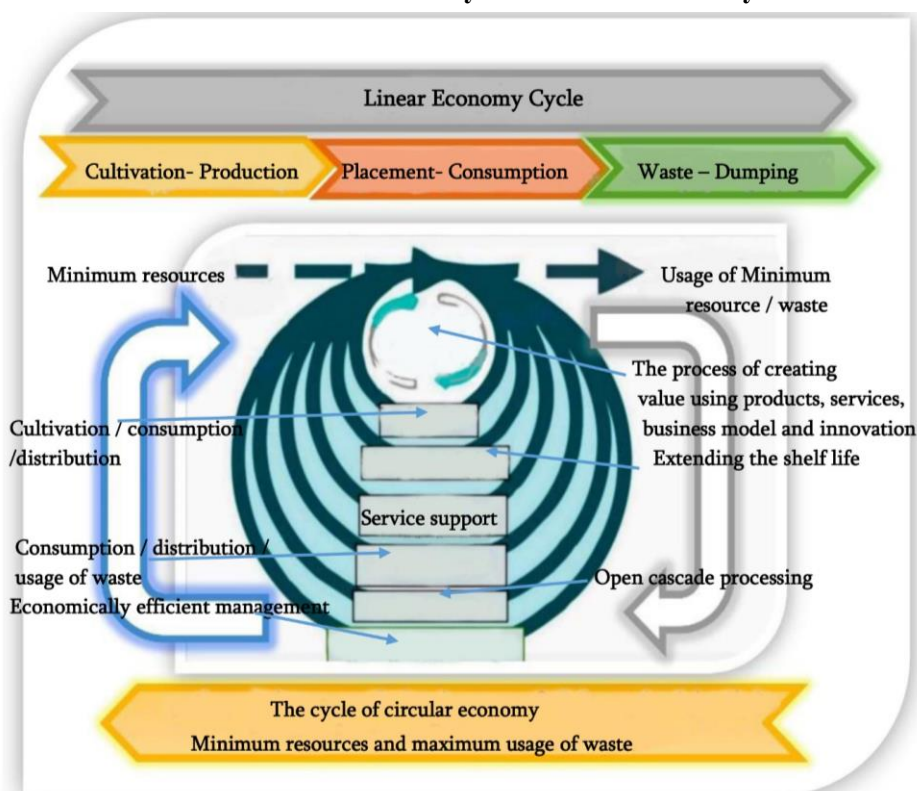 Linear Economy Cycle
Cultivation- Production
Placement- Consumption
Waste – Dumping
Minimum resources
Usage of Minimum
resource / waste
The process of creating
value using products, services,
business model and innovation
Cultivation / consumption
/distribution
Extending the shelf life
Service support
Consumption / distribution /
usage of waste
Open cascade processing
Economically efficient management
The cycle of circular economy
Minimum resources and maximum usage of waste